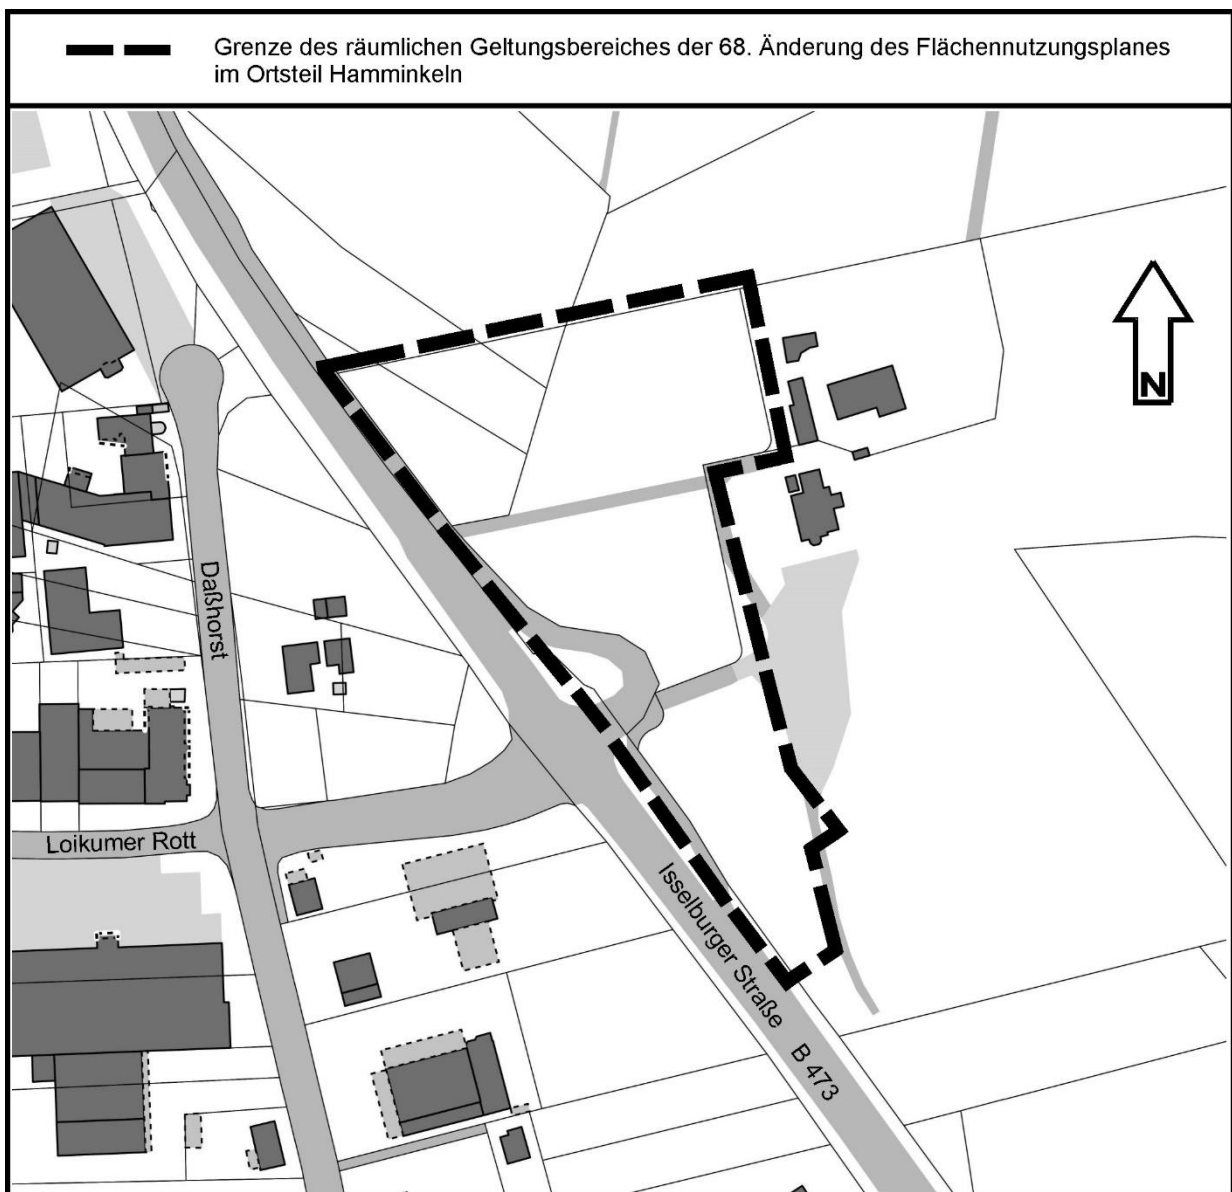 Grenze des räumlichen Geltungsbereiches der 68. Änderung des Flächennutzungsplanes
im Ortsteil Hamminkeln
N
Daßhorst
Loikumer Rott
Isselburger Straße
B 473